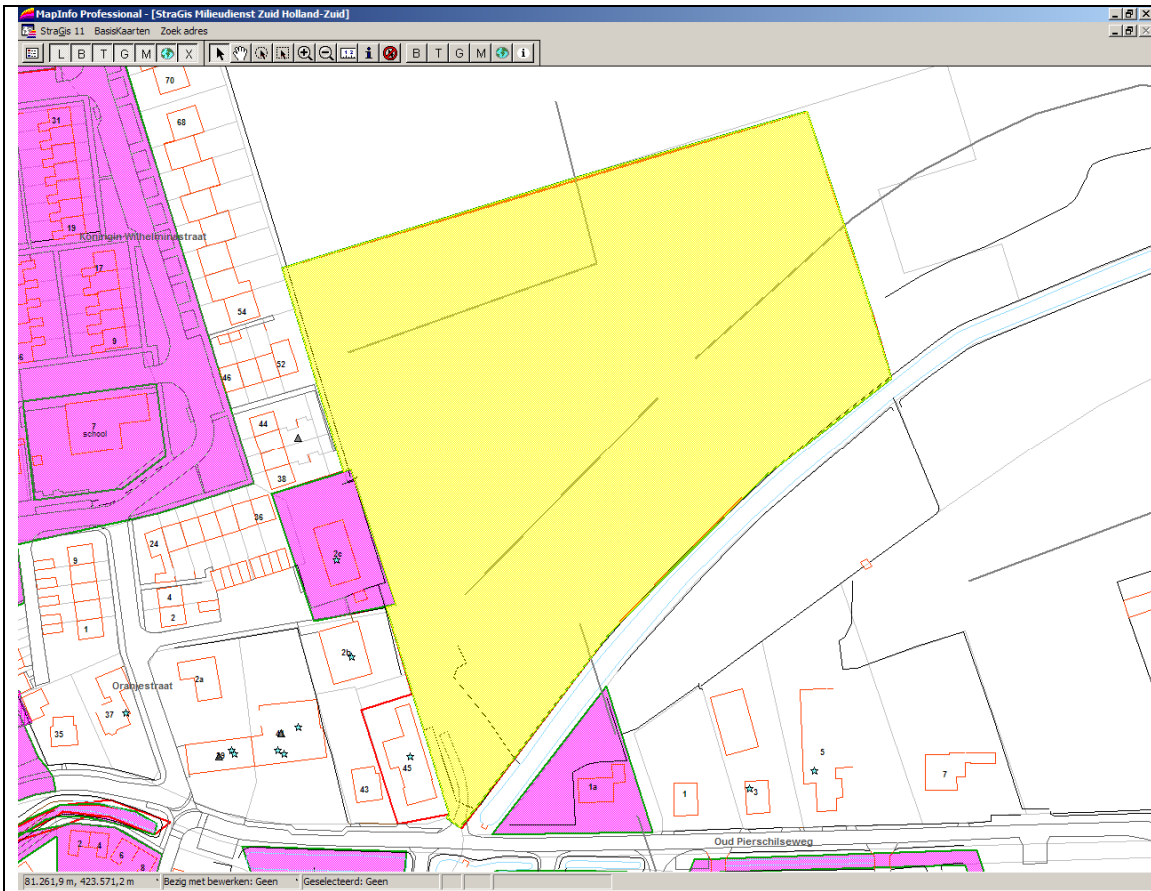 MapInfo Professional - [StraGis Milieudienst Zuid Holland-Zuid]
StraGis 11 BasisKaarten Zoek adres
L B T G M X B T G M i
70
68
31
19
Koningin Wilhelminastraat
17
54
9
52
46
7
school
44
38
36
24
2c
9
4
2
1
2b
2a
Oranjestraat
37
35
45
43
5
7
1a
1
3
Oud Pierschilseweg
2
4
6
8
81.261,9 m, 423.571,2 m Bezig met bewerken: Geen Geselecteerd: Geen